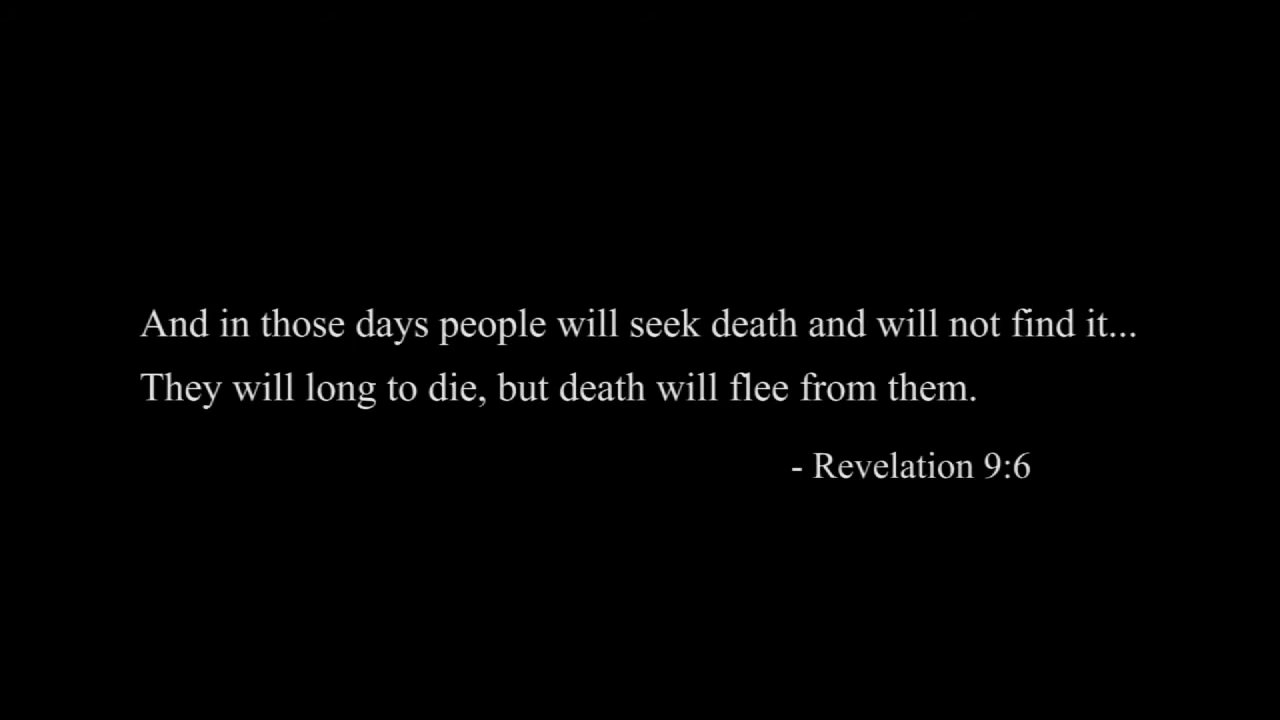 And in those days people will seek death and will not find it...
They will long to die, but death will flee from them.
- Revelation 9:6